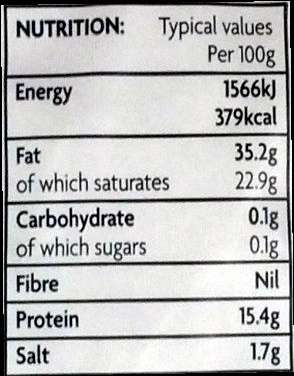 NUTRITION: Typical values
Per 100g
Energy 1566kJ
379kcal
Fat 35.2g
of which saturates 22.9g
Carbohydrate 0.1g
of which sugars 0.1g
Fibre Nil
Protein 15.4g
Salt 1.7g